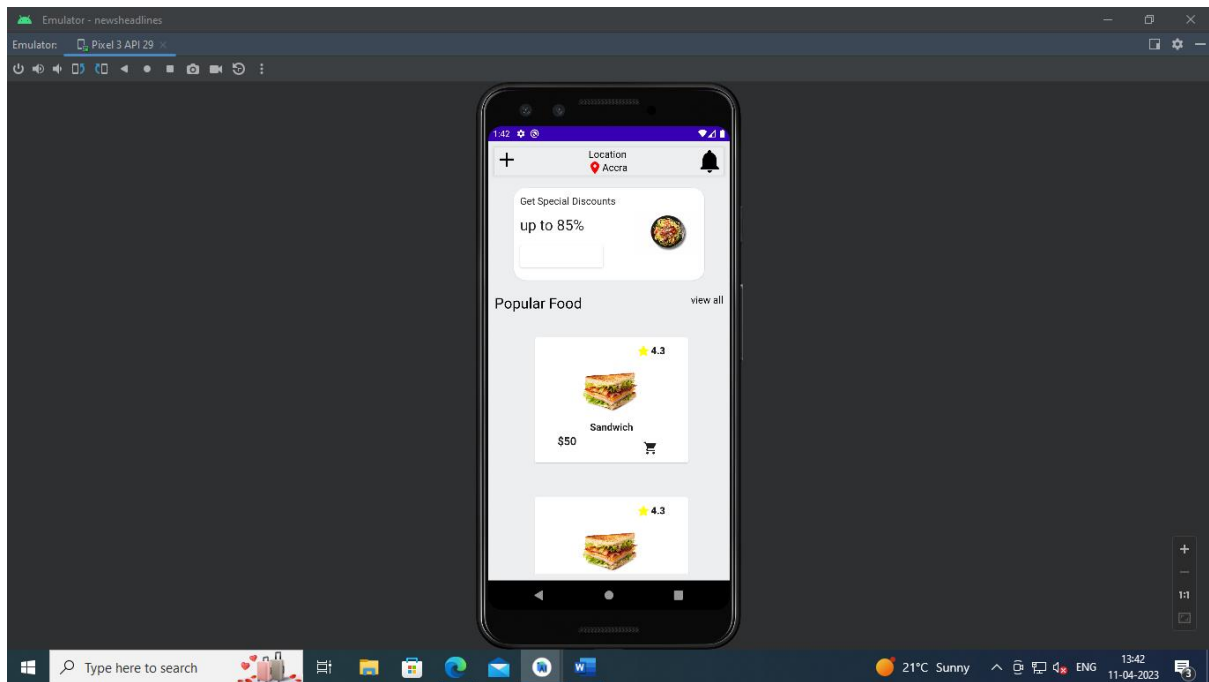 Emulator - newsheadlines
Emulator: Pixel 3 API 29
1:42
Location
Accra
Get Special Discounts
up to 85%
Popular Food
view all
4.3
Sandwich
$50
4.3
1:1
Type here to search
W
21°C Sunny
ENG
13:42
11-04-2023
3